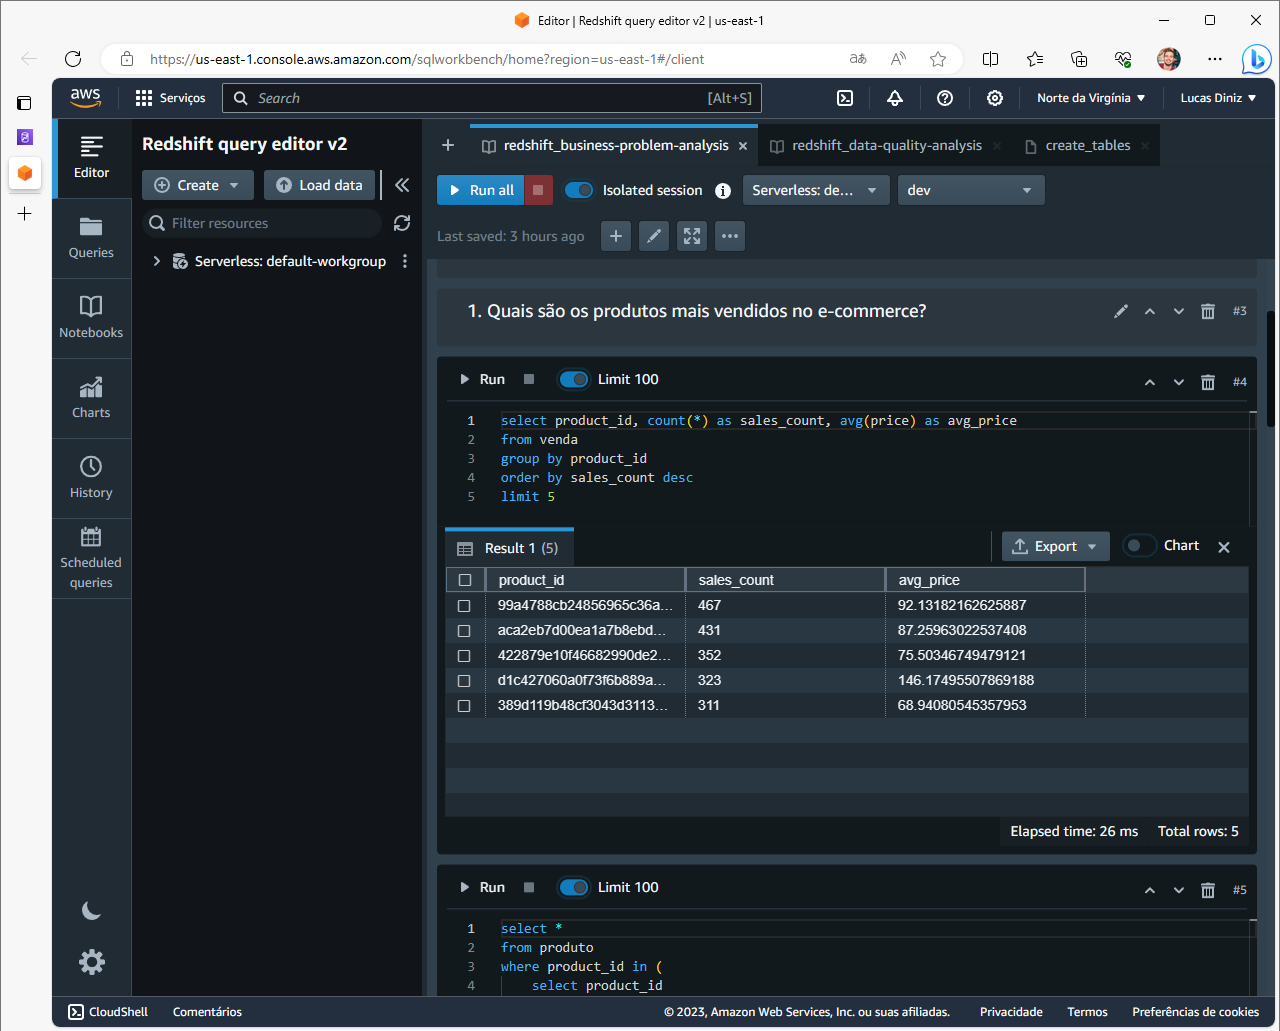 Editor | Redshift query editor v2 | us-east-1
https://us-east-1.console.aws.amazon.com/sqlworkbench/home?region=us-east-1#/client
aws
Serviços
Search
[Alt+S]
Norte da Virgínia
Lucas Diniz
Editor
Queries
Notebooks
Charts
History
Scheduled
queries
Redshift query editor v2
Create
Load data
Filter resources
Serverless: default-workgroup
redshift_business-problem-analysis
redshift_data-quality-analysis
create_tables
Run all
Isolated session
Serverless: de...
dev
Last saved: 3 hours ago
1. Quais são os produtos mais vendidos no e-commerce?
#3
Run
Limit 100
#4
1 select product_id, count(*) as sales_count, avg(price) as avg_price
2 from venda
3 group by product_id
4 order by sales_count desc
5 limit 5
Result 1 (5)
Export
Chart
product_id sales_count avg_price
99a4788cb24856965c36a... 467 92.13182162625887
aca2eb7d00ea1a7b8ebd... 431 87.25963022537408
422879e10f46682990de2... 352 75.50346749479121
d1c427060a0f73f6b889a... 323 146.17495507869188
389d119b48cf3043d3113... 311 68.94080545357953
Elapsed time: 26 ms Total rows: 5
Run
Limit 100
#5
1 select *
2 from produto
3 where product_id in (
4 select product_id
CloudShell
Comentários
© 2023, Amazon Web Services, Inc. ou suas afiliadas.
Privacidade
Termos
Preferências de cookies